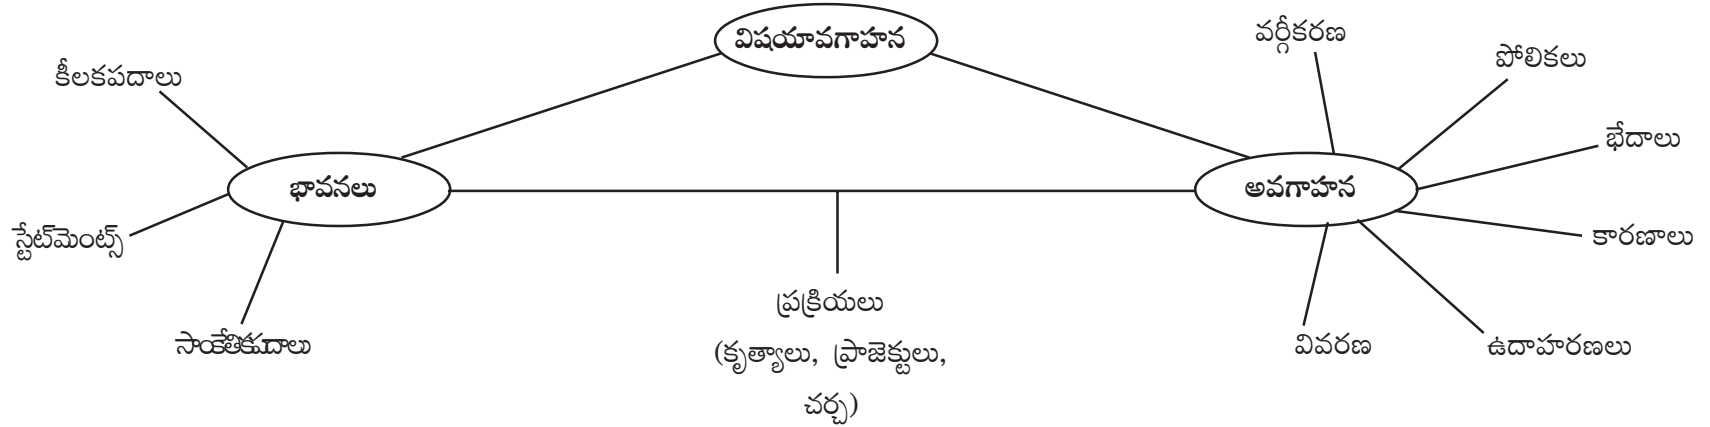 విషయావగాహన
వర్గీకరణ
పోలికలు
కీలకపదాలు
భేదాలు
భావనలు
అవగాహన
స్టేట్‌మెంట్స్
కారణాలు
ప్రక్రియలు
సాంకేతికపదాలు
వివరణ
ఉదాహరణలు
(కృత్యాలు, ప్రాజెక్టులు,
చర్చ)